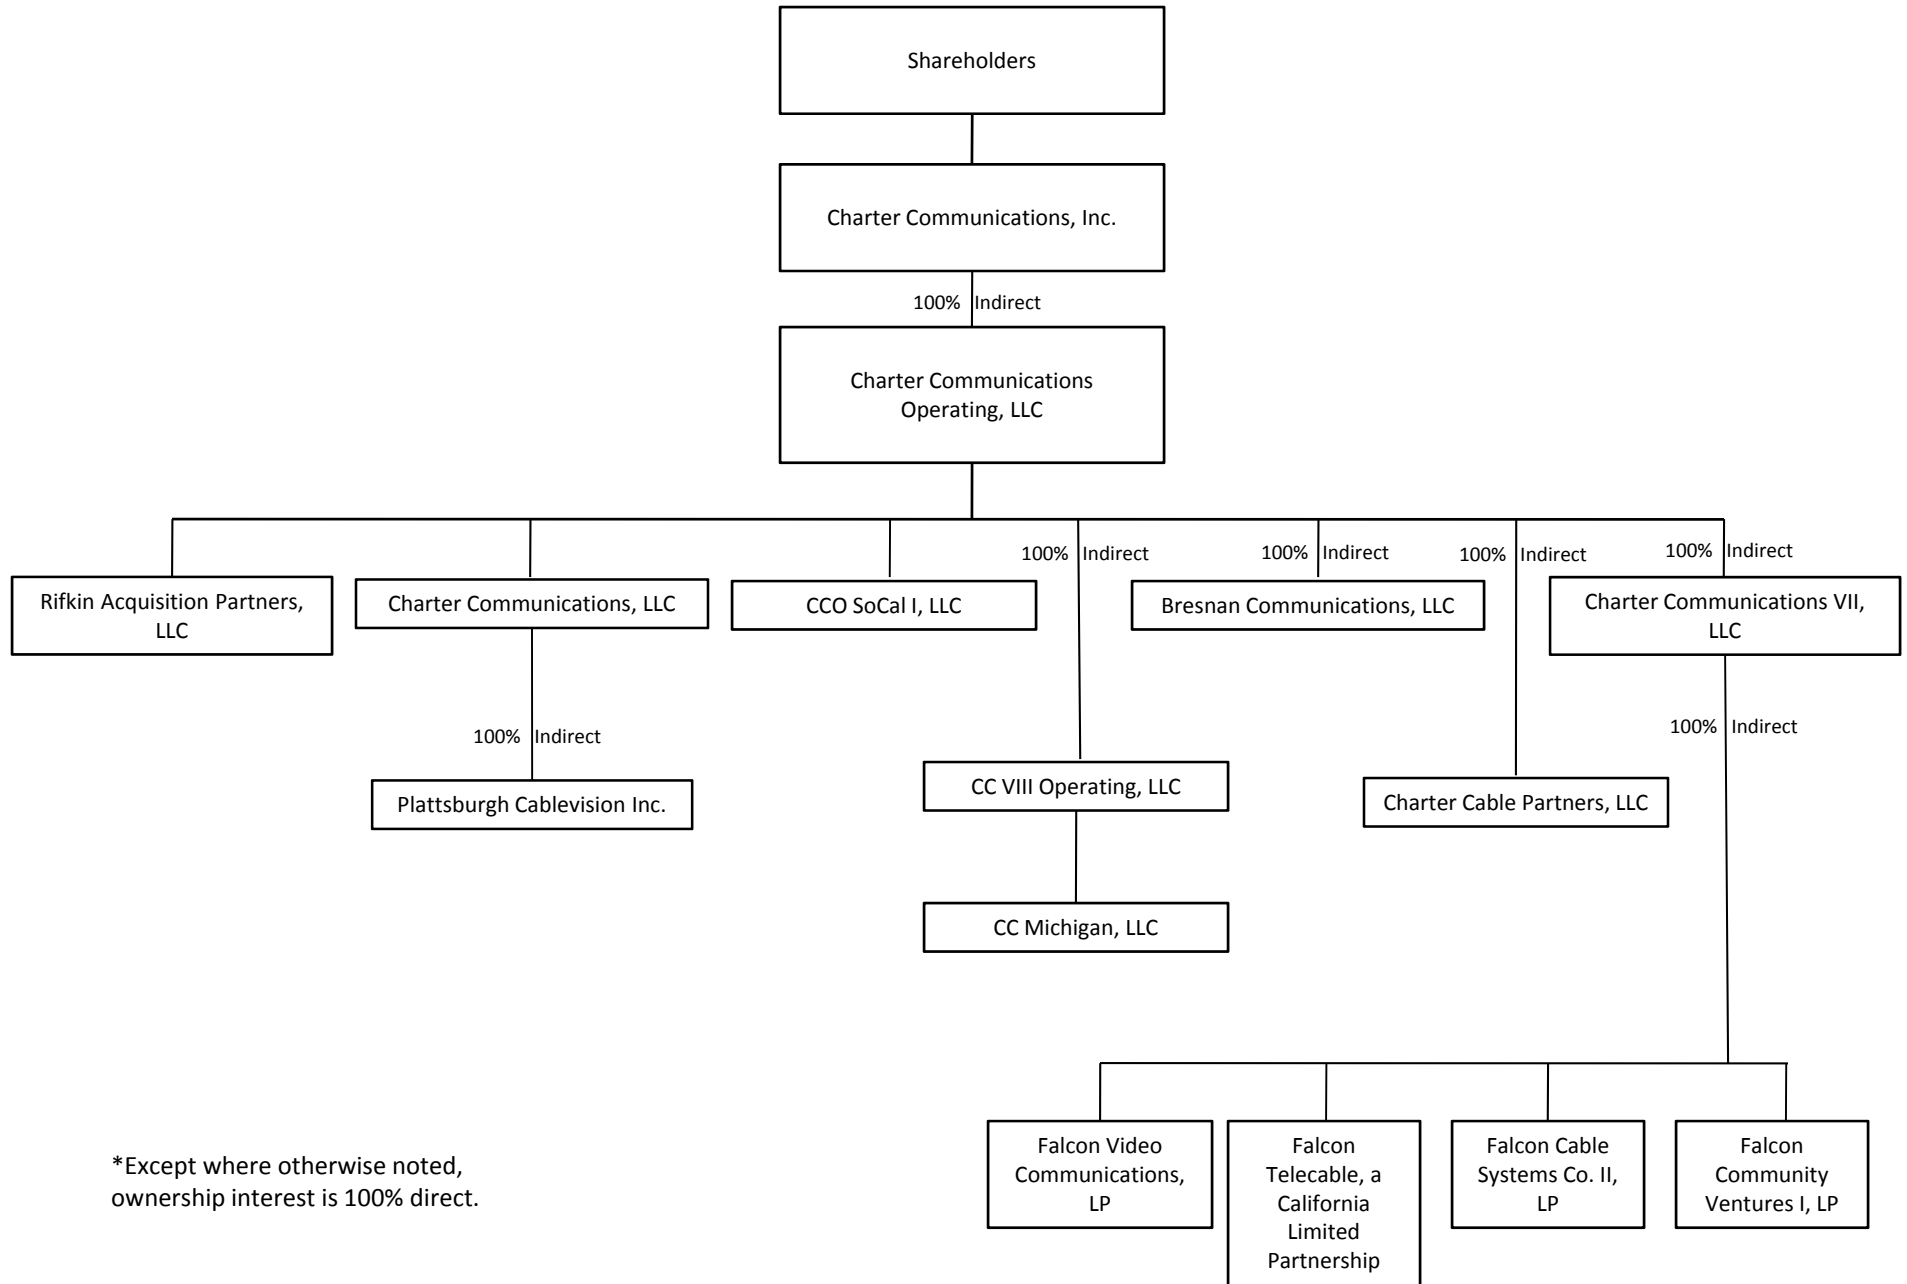 Shareholders
Charter Communications, Inc.
100% Indirect
Charter Communications
Operating, LLC
100% Indirect
100% Indirect
100% Indirect
100% Indirect
Rifkin Acquisition Partners,
LLC
Charter Communications, LLC
CCO SoCal I, LLC
Bresnan Communications, LLC
Charter Communications VII,
LLC
100% Indirect
100% Indirect
Plattsburgh Cablevision Inc.
CC VIII Operating, LLC
Charter Cable Partners, LLC
CC Michigan, LLC
Falcon Video
Communications,
LP
Falcon
Telecable, a
California
Limited
Partnership
Falcon Cable
Systems Co. II,
LP
Falcon
Community
Ventures I, LP
*Except where otherwise noted,
ownership interest is 100% direct.